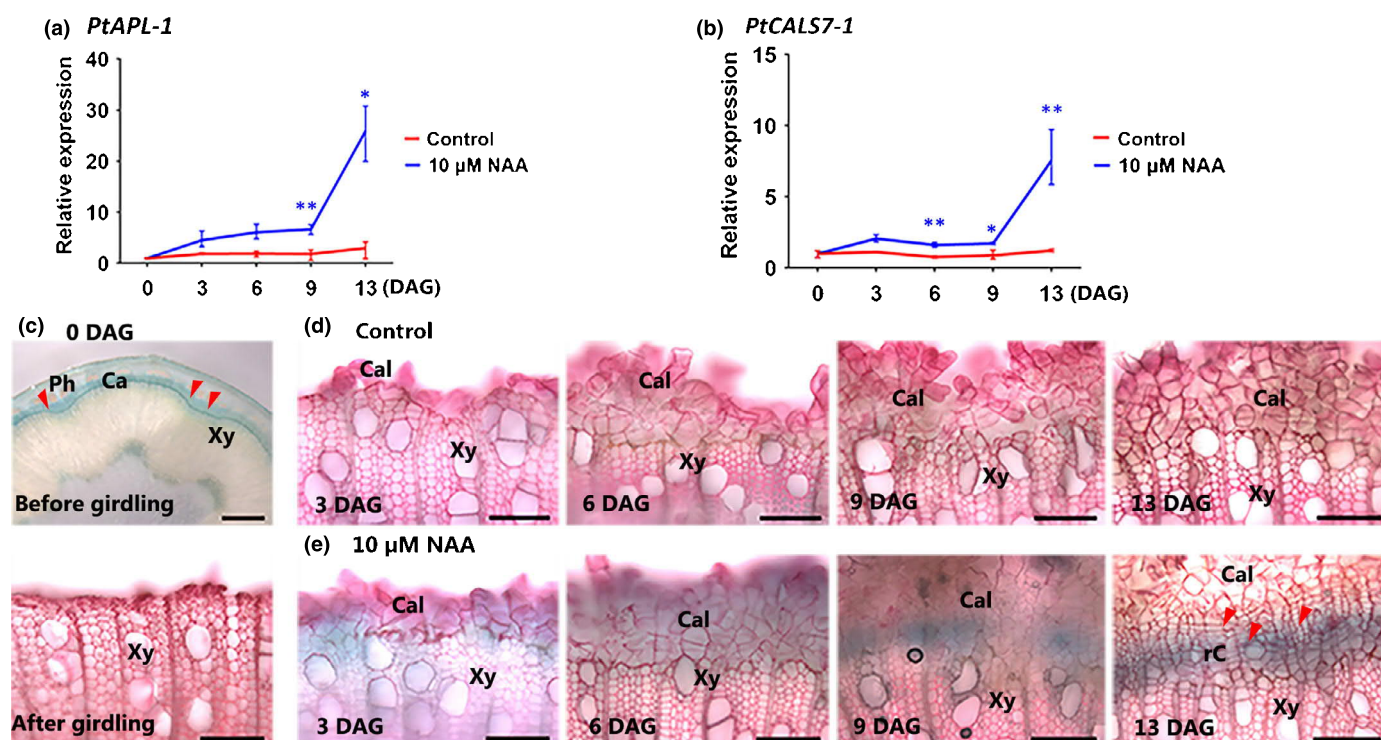 (a) PtAPL-1
Relative expression
40
30
20
10
0
*
**
Control
10 µM NAA
0 3 6 9 13 (DAG)
(b) PtCALS7-1
Relative expression
15
10
5
0
**
**
*
Control
10 µM NAA
0 3 6 9 13 (DAG)
(c) 0 DAG
Ph Ca
Xy
Before girdling
Xy
After girdling
(d) Control
Cal
Xy
3 DAG
Cal
Xy
6 DAG
Cal
Xy
9 DAG
Cal
Xy
13 DAG
(e) 10 µM NAA
Cal
Xy
3 DAG
Cal
Xy
6 DAG
Cal
Xy
9 DAG
Cal
rC
Xy
13 DAG